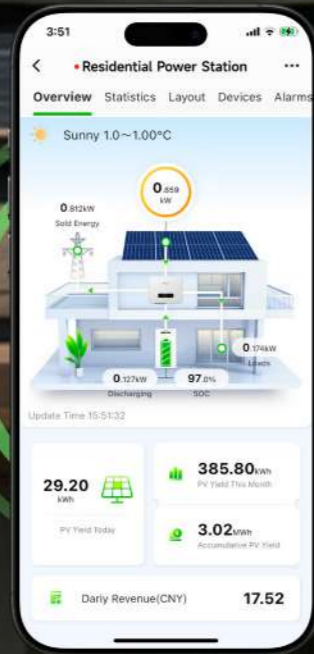 3:51
Residential Power Station
Overview Statistics Layout Devices Alarms
Sunny 1.0~1.00°C
0.859
kW
0.812kW
Sold Energy
0.174kW
Loads
0.127kW
Discharging
97.0%
SOC
Update Time 15:51:32
29.20
kWh
PV Yield Today
385.80kWh
PV Yield This Month
3.02MWh
Accumulative PV Yield
Dariy Revenue(CNY) 17.52